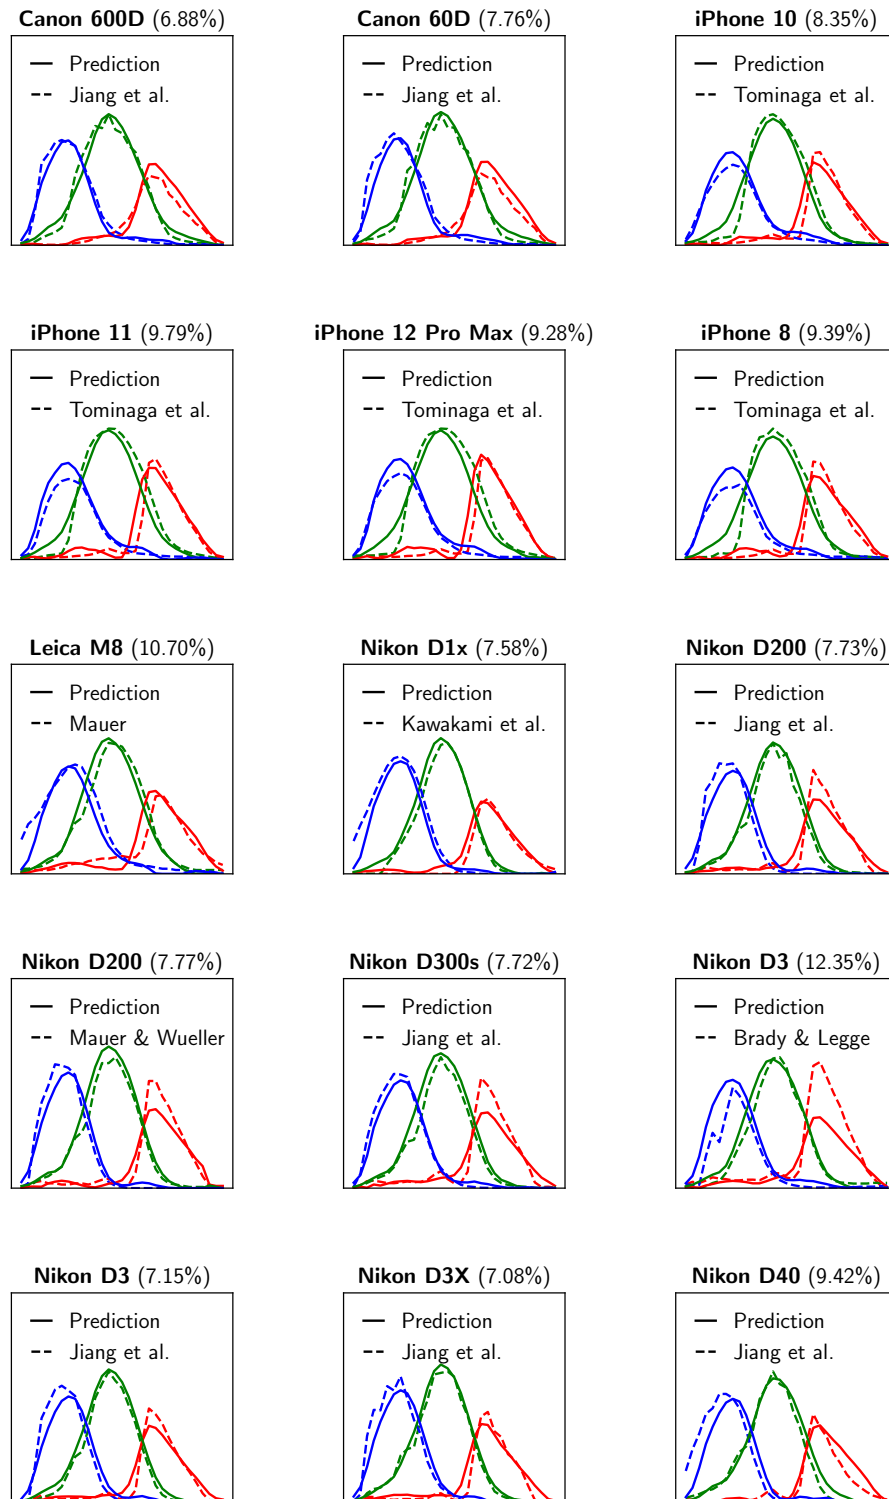 Canon 600D (6.88%)
Prediction
Jiang et al.
Canon 60D (7.76%)
Prediction
Jiang et al.
iPhone 10 (8.35%)
Prediction
Tominaga et al.
iPhone 11 (9.79%)
Prediction
Tominaga et al.
iPhone 12 Pro Max (9.28%)
Prediction
Tominaga et al.
iPhone 8 (9.39%)
Prediction
Tominaga et al.
Leica M8 (10.70%)
Prediction
Mauer
Nikon D1x (7.58%)
Prediction
Kawakami et al.
Nikon D200 (7.73%)
Prediction
Jiang et al.
Nikon D200 (7.77%)
Prediction
Mauer & Wueller
Nikon D300s (7.72%)
Prediction
Jiang et al.
Nikon D3 (12.35%)
Prediction
Brady & Legge
Nikon D3 (7.15%)
Prediction
Jiang et al.
Nikon D3X (7.08%)
Prediction
Jiang et al.
Nikon D40 (9.42%)
Prediction
Jiang et al.